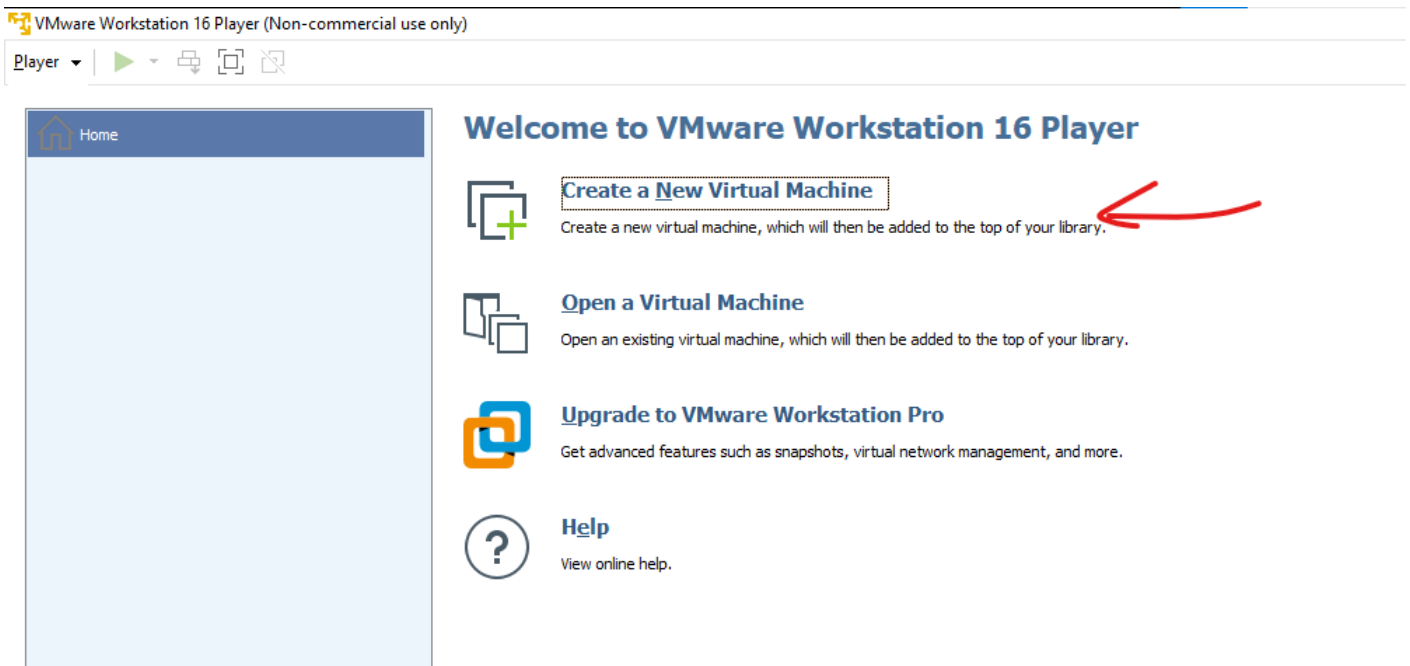 VMware Workstation 16 Player (Non-commercial use only)
Player
Home
Welcome to VMware Workstation 16 Player
Create a New Virtual Machine
Create a new virtual machine, which will then be added to the top of your library.
Open a Virtual Machine
Open an existing virtual machine, which will then be added to the top of your library.
Upgrade to VMware Workstation Pro
Get advanced features such as snapshots, virtual network management, and more.
?
Help
View online help.